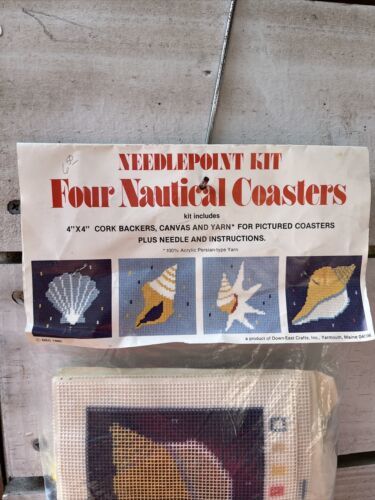 NEEDLEPOINT KIT
Four Nautical Coasters
kit includes
4"X4" CORK BACKERS, CANVAS AND YARN* FOR PICTURED COASTERS
PLUS NEEDLE AND INSTRUCTIONS.
*100% Acrylic Persian-type Yarn
a product of Down-East Crafts, Inc., Yarmouth, Maine